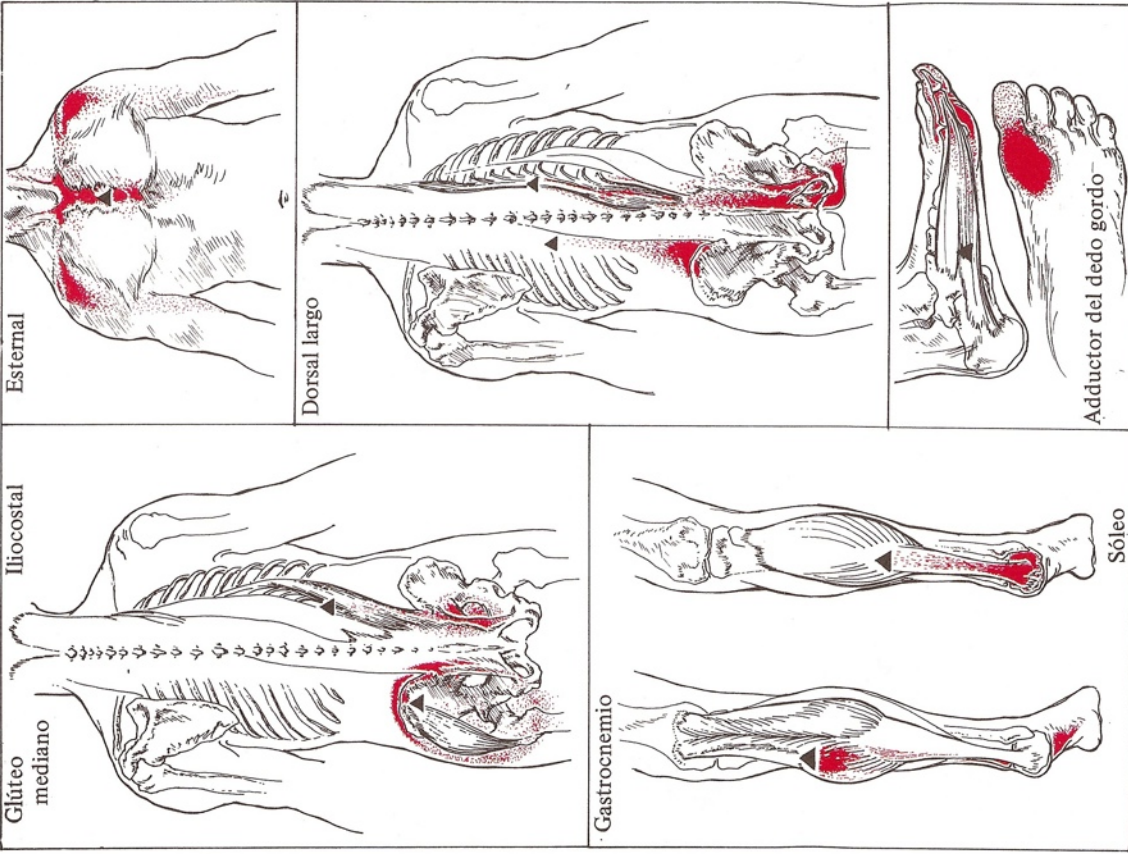 Glúteo
mediano
Iliocostal
Esternal
Dorsal largo
Gastrocnemio
Sóleo
Adductor del dedo gordo